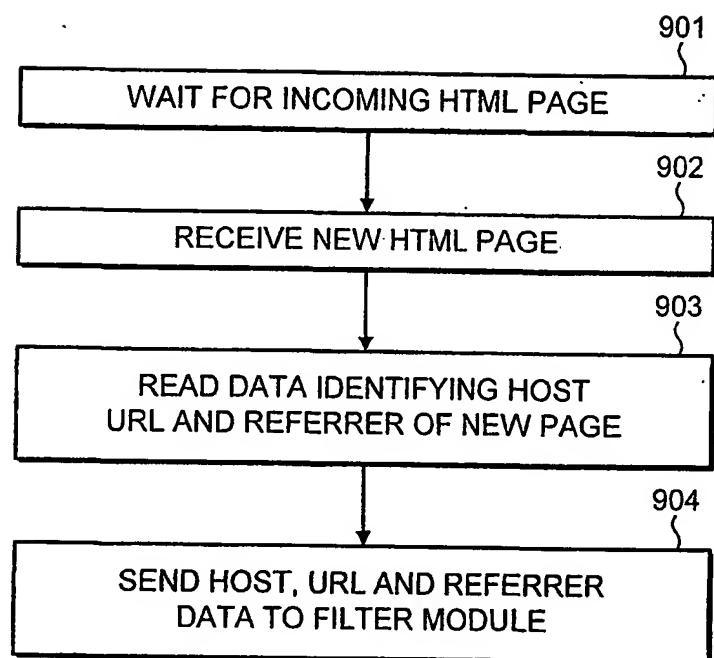 901
WAIT FOR INCOMING HTML PAGE
902
RECEIVE NEW HTML PAGE
903
READ DATA IDENTIFYING HOST
URL AND REFERRER OF NEW PAGE
904
SEND HOST, URL AND REFERRER
DATA TO FILTER MODULE